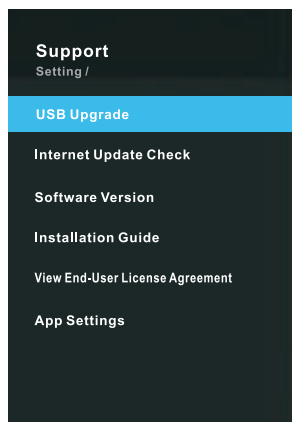 Support
Setting /
USB Upgrade
Internet Update Check
Software Version
Installation Guide
View End-User License Agreement
App Settings